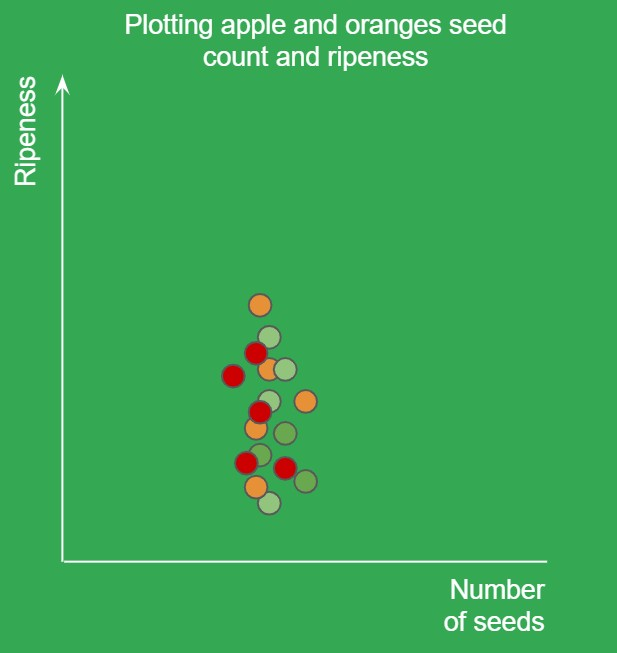 Plotting apple and oranges seed
count and ripeness
Ripeness
Number
of seeds